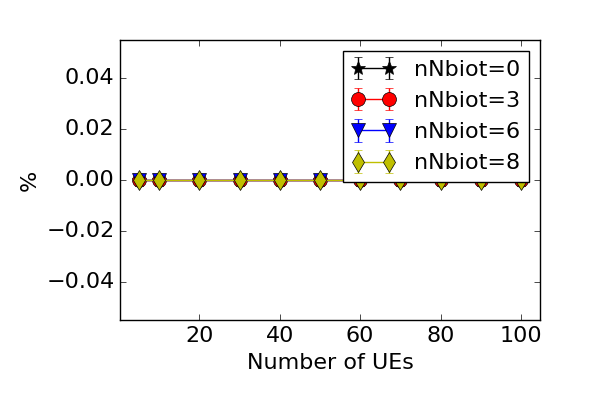 nNbiot=0
nNbiot=3
nNbiot=6
nNbiot=8
%
0.04
0.02
0.00
−0.02
−0.04
20 40 60 80 100
Number of UEs